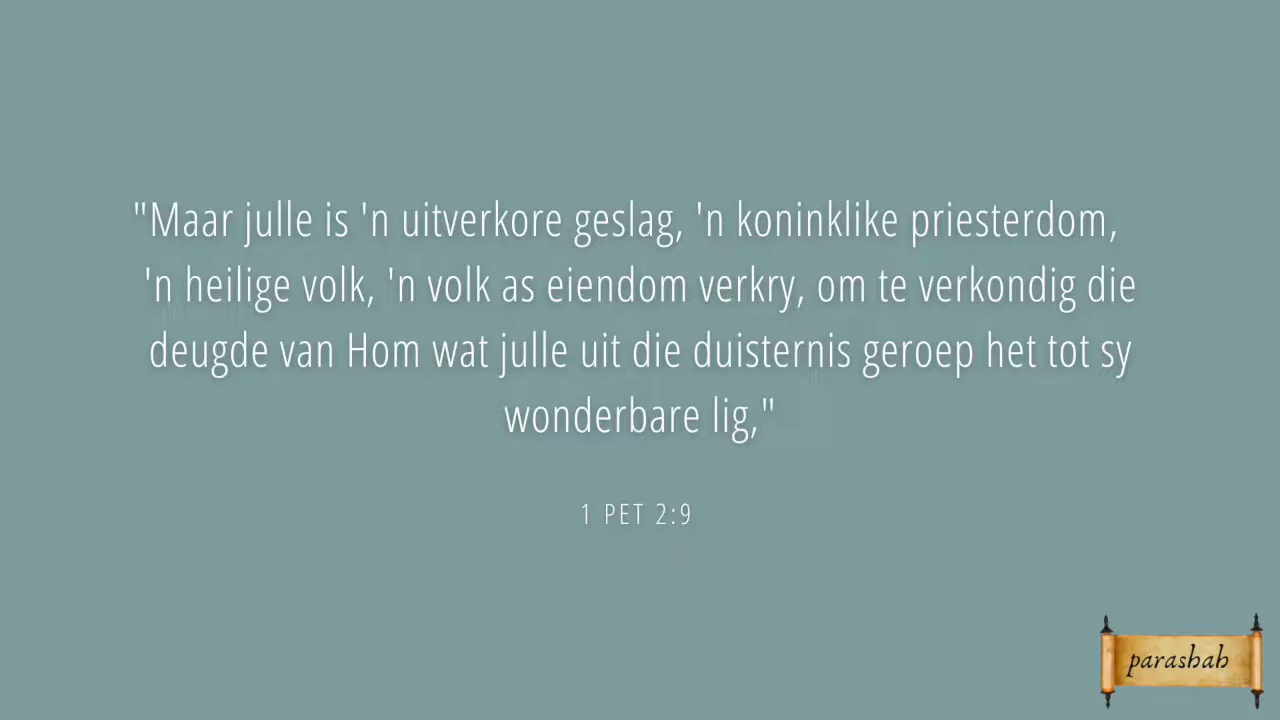 "Maar julle is 'n uitverkore geslag, 'n koninklike priesterdom,
'n heilige volk, 'n volk as eiendom verkry, om te verkondig die
deugde van Hom wat julle uit die duisternis geroep het tot sy
wonderbare lig,"
1 PET 2:9
parashah